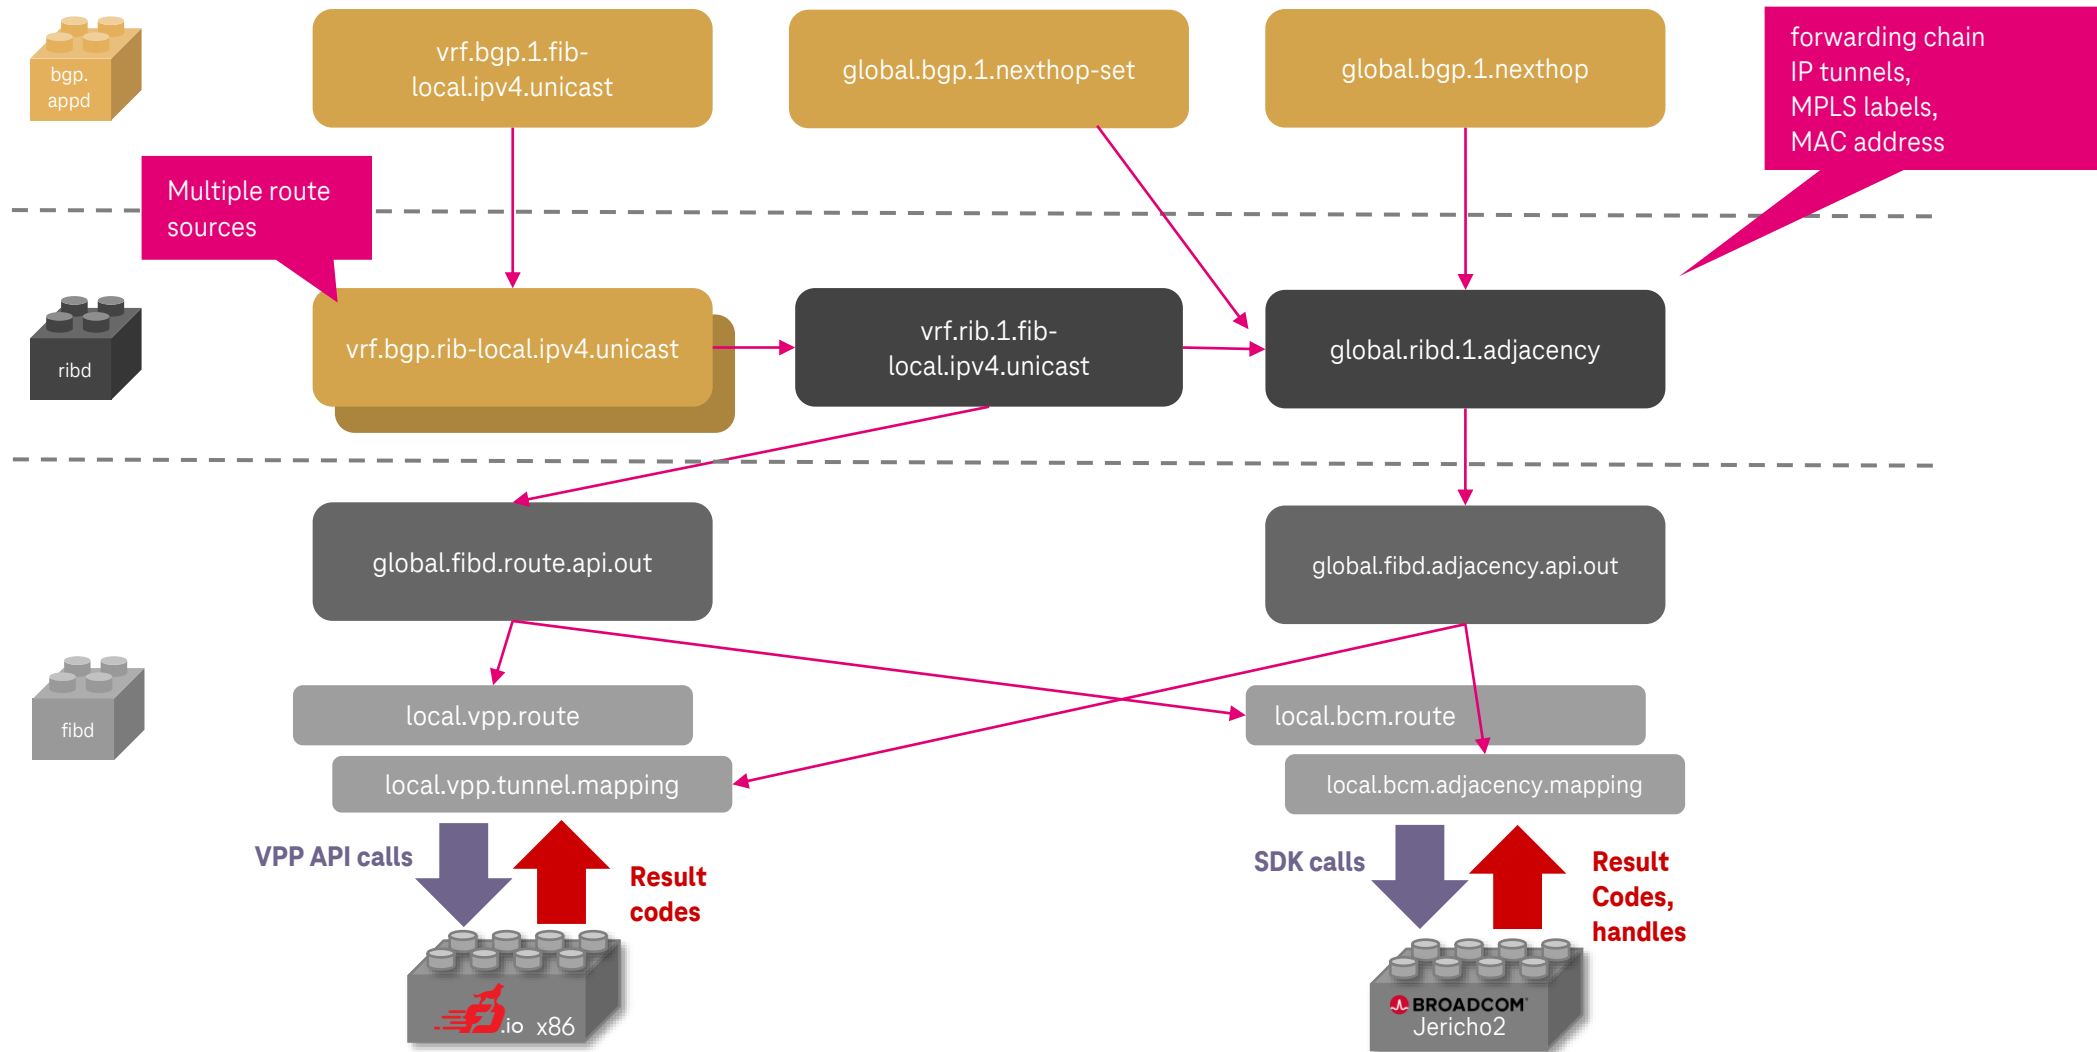 bgp.
appd
vrf.bgp.1.fib-
local.ipv4.unicast
global.bgp.1.nexthop-set
global.bgp.1.nexthop
forwarding chain
IP tunnels,
MPLS labels,
MAC address
Multiple route
sources
ribd
vrf.bgp.rib-local.ipv4.unicast
vrf.rib.1.fib-
local.ipv4.unicast
global.ribd.1.adjacency
global.fibd.route.api.out
global.fibd.adjacency.api.out
fibd
local.vpp.route
local.bcm.route
local.vpp.tunnel.mapping
local.bcm.adjacency.mapping
VPP API calls
Result
codes
SDK calls
Result
Codes,
handles
FD.io x86
BROADCOM
Jericho2